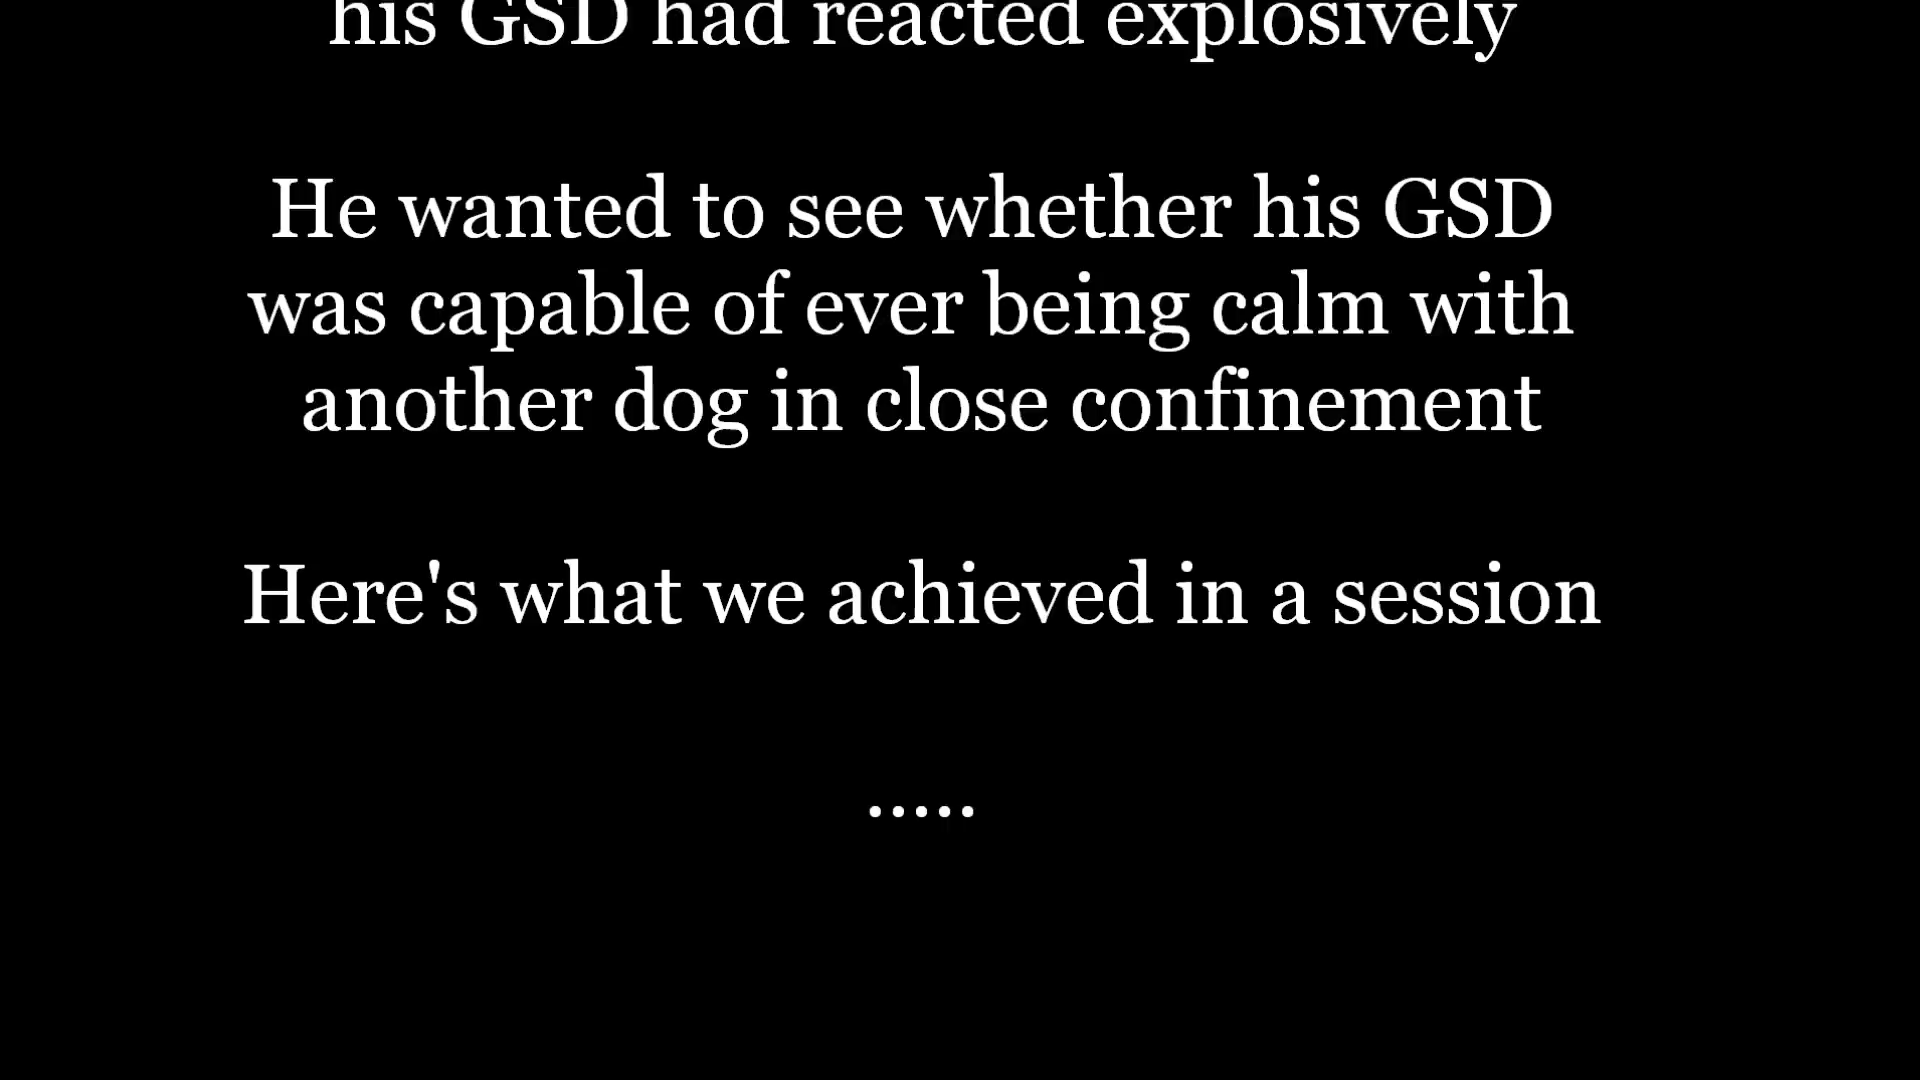 his GSD had reacted explosively
He wanted to see whether his GSD
was capable of ever being calm with
another dog in close confinement
Here's what we achieved in a session
.....